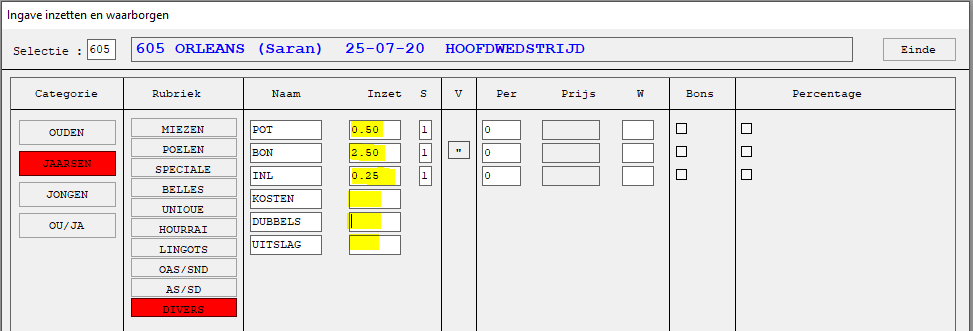 Ingave inzetten en waarborgen
Selectie : 605 605 ORLEANS (Saran) 25-07-20 HOOFDWEDSTRIJD Einde
Categorie Rubriek Naam Inzet S V Per Prijs W Bons Percentage
OUDEN
JAARSEN
JONGEN
OU/JA
MIEZEN
POELEN
SPECIALE
BELLES
UNIQUE
HOURRAI
LINGOTS
OAS/SND
AS/SD
DIVERS
POT 0.50 1 0
BON 2.50 1 " 0
INL 0.25 1 0
KOSTEN
DUBBELS
UITSLAG